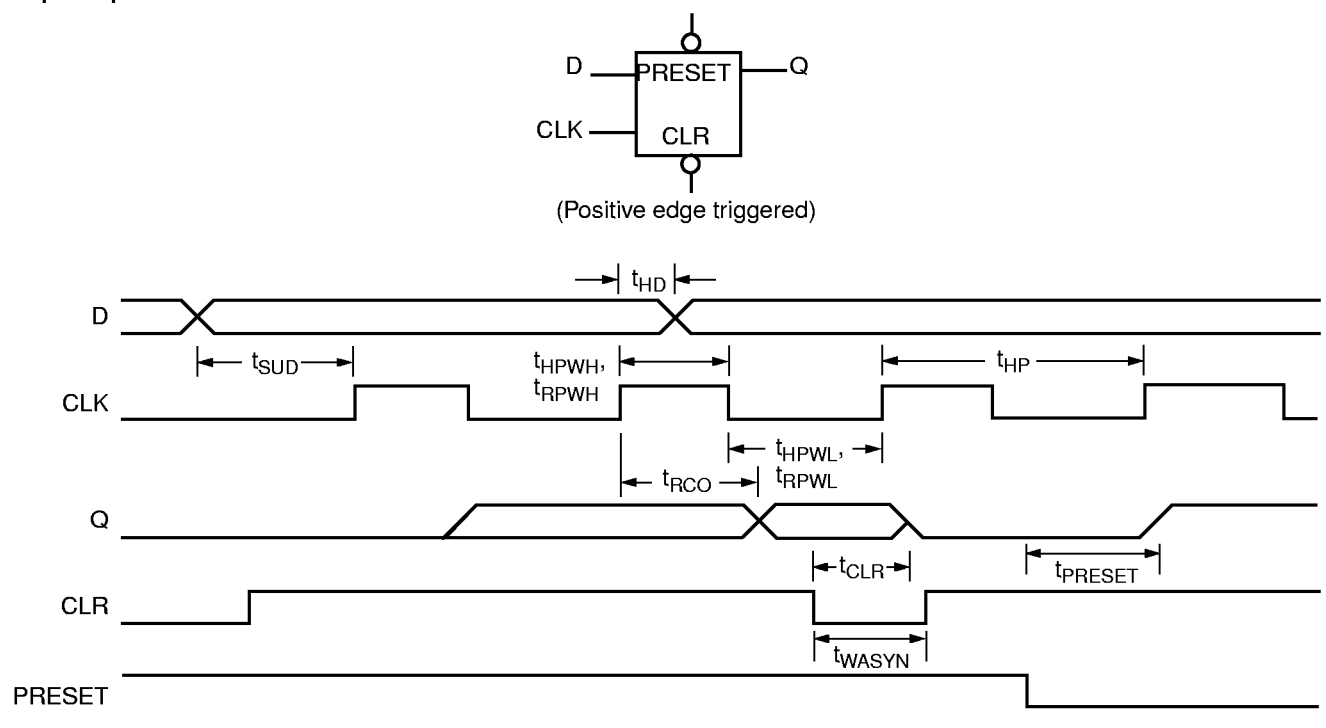 D
PRESET
Q
CLK
CLR
(Positive edge triggered)
tHD
D
tSUD
tHPWH,
tRPWH
tHP
CLK
tHPWL,
tRPWL
tRCO
Q
tCLR
tPRESET
CLR
tWASYN
PRESET